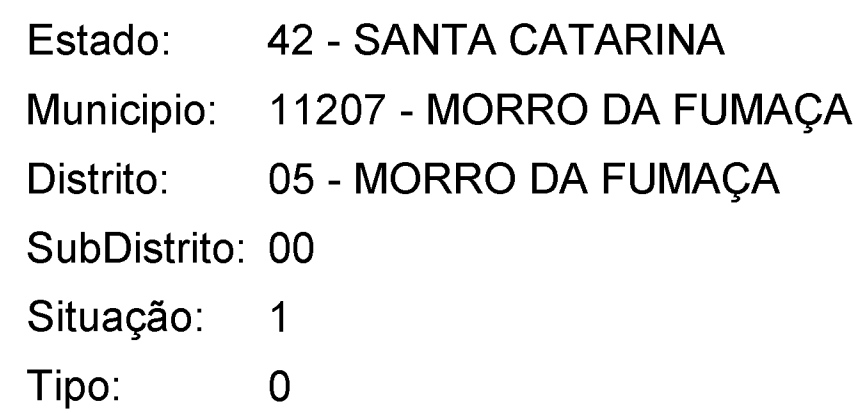 Estado: 42 - SANTA CATARINA
Municipio: 11207 - MORRO DA FUMAÇA
Distrito: 05 - MORRO DA FUMAÇA
SubDistrito: 00
Situação: 1
Tipo: 0